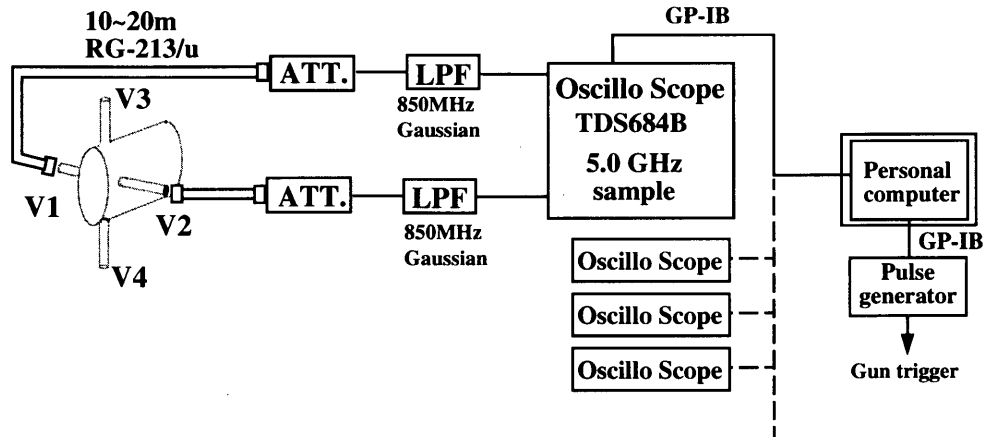 GP-IB
10~20m
RG-213/u
ATT.
LPF
850MHz
Gaussian
Oscillo Scope
TDS684B
5.0 GHz
sample
V3
V1
V2
V4
ATT.
LPF
850MHz
Gaussian
Personal
computer
GP-IB
Oscillo Scope
Oscillo Scope
Oscillo Scope
Pulse
generator
Gun trigger